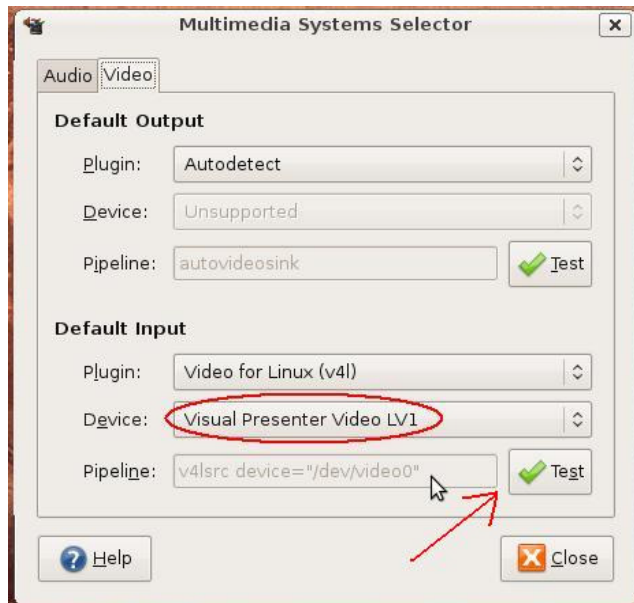 Multimedia Systems Selector
Audio Video
Default Output
Plugin: Autodetect
Device: Unsupported
Pipeline: autovideosink Test
Default Input
Plugin: Video for Linux (v4l)
Device: Visual Presenter Video LV1
Pipeline: v4lsrc device="/dev/video0" Test
Help Close